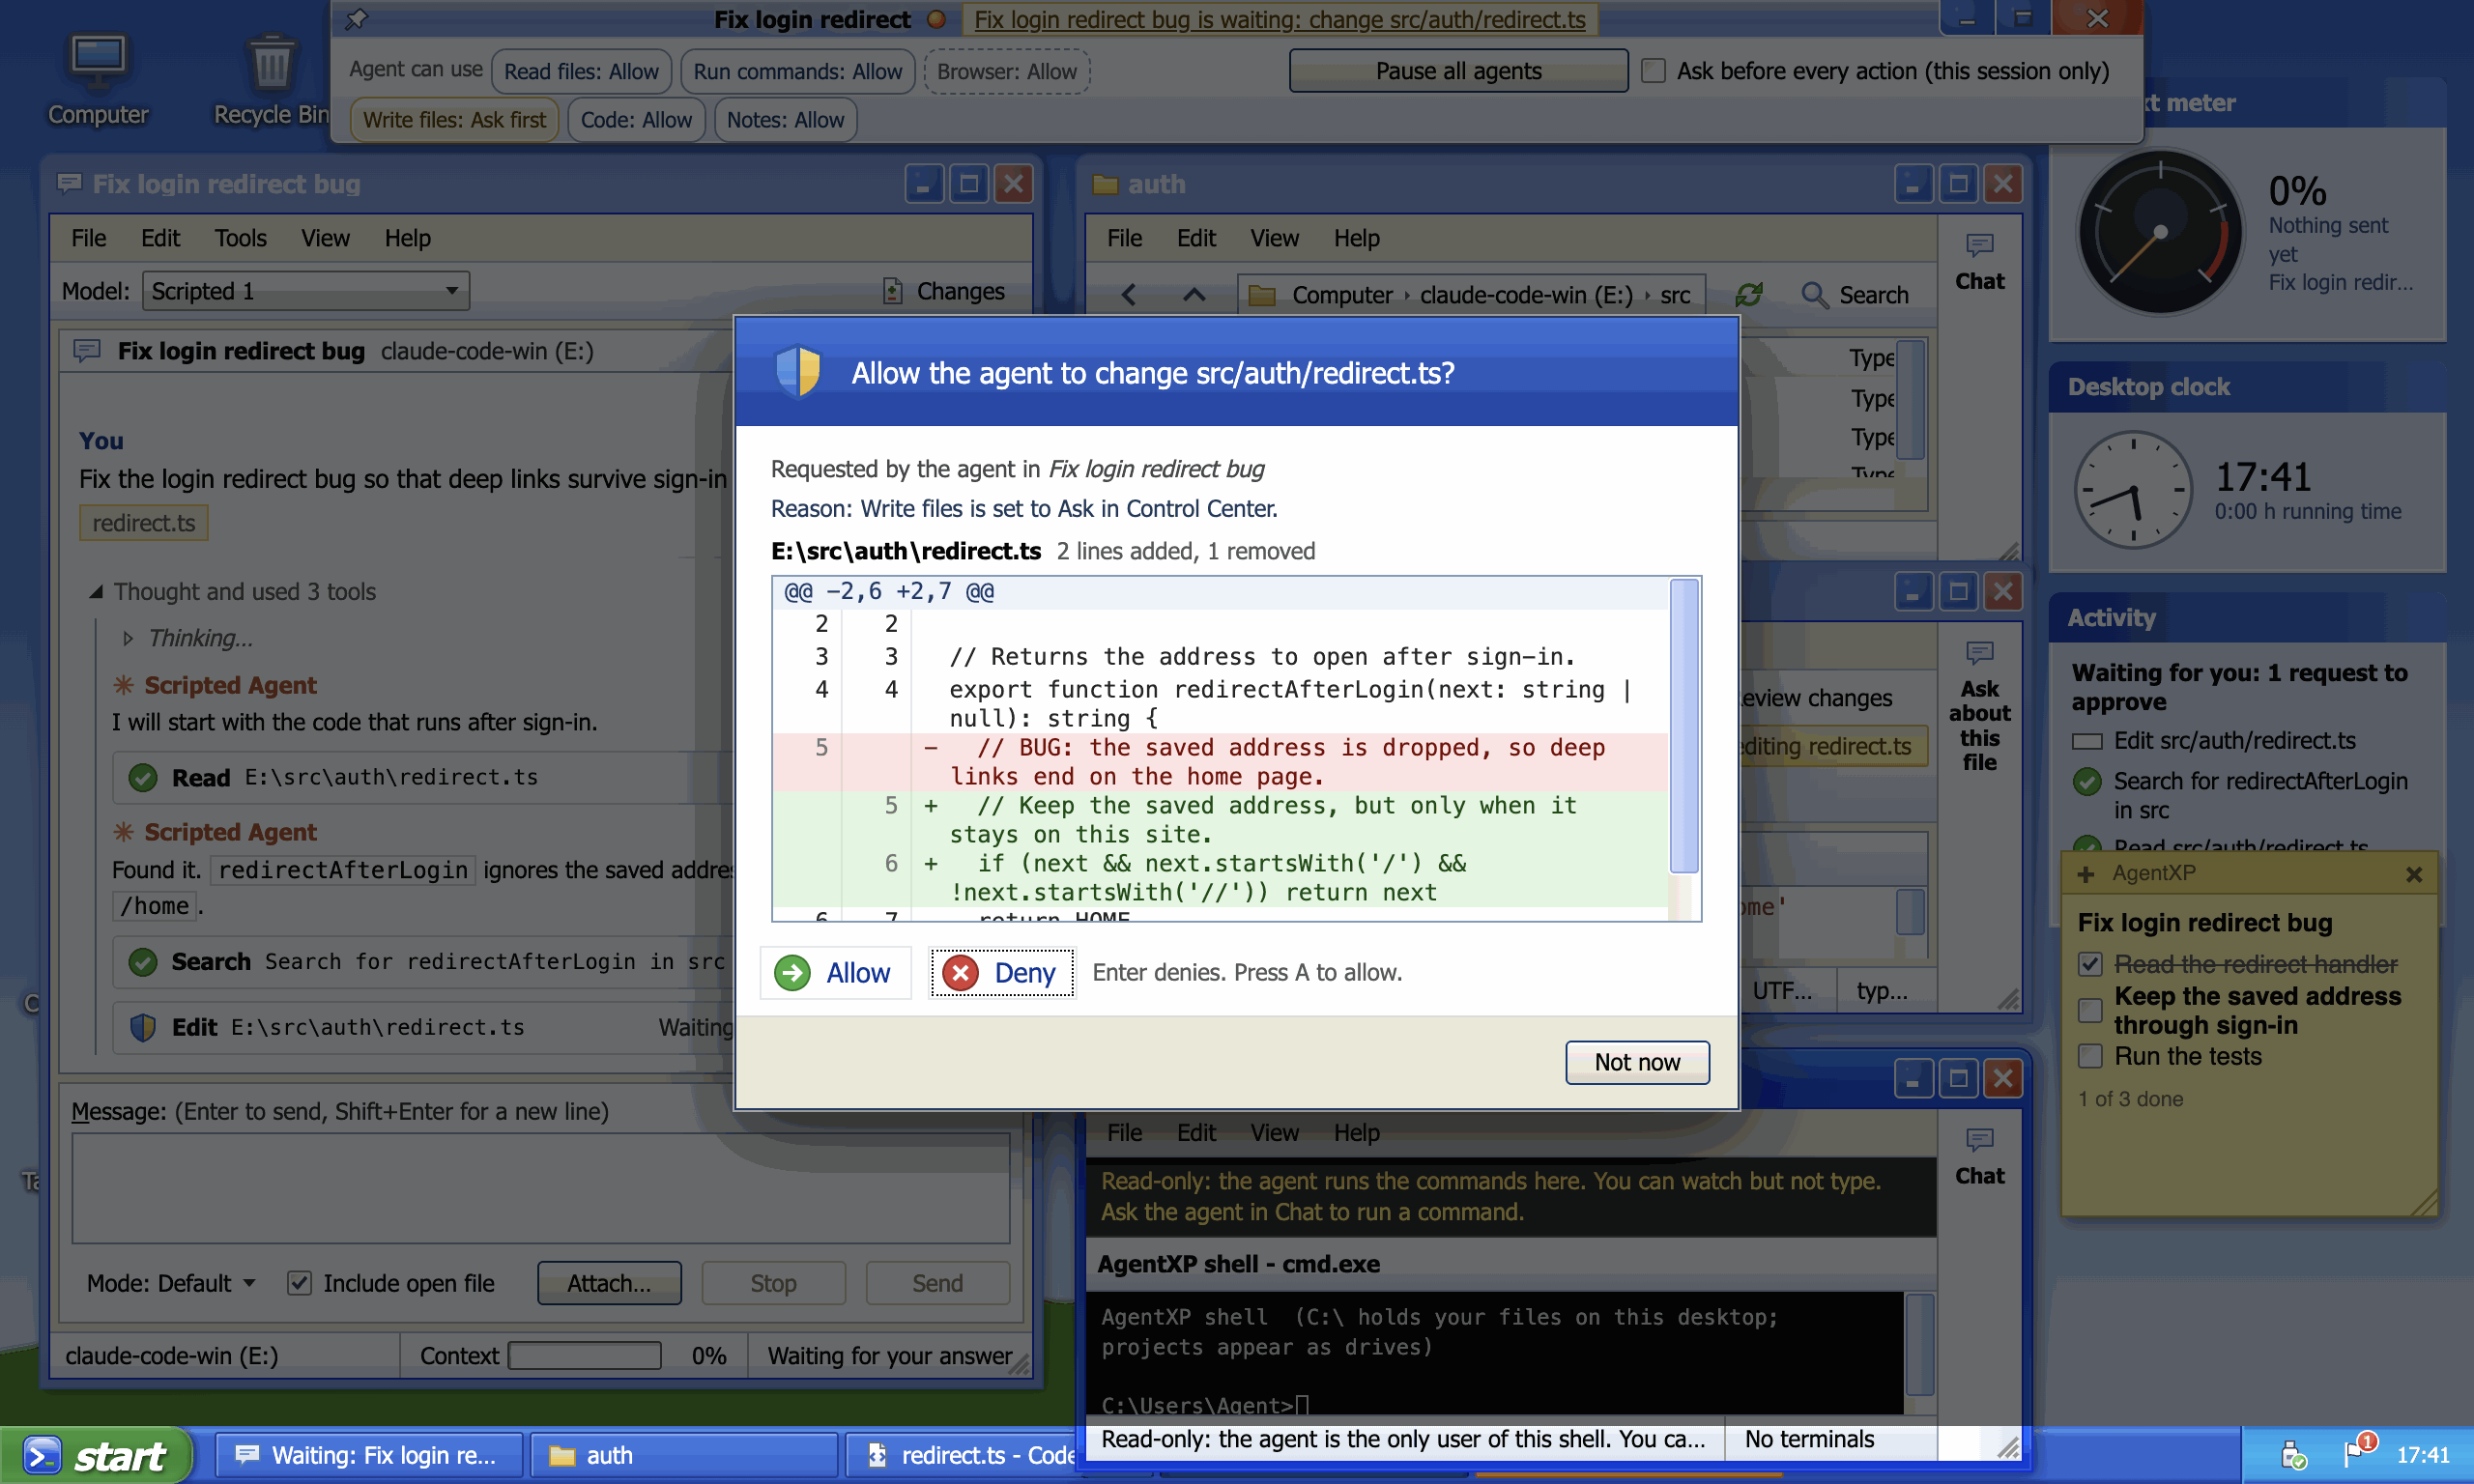 Fix login redirect
Fix login redirect bug is waiting: change src/auth/redirect.ts
Agent can use
Read files: Allow
Run commands: Allow
Browser: Allow
Write files: Ask first
Code: Allow
Notes: Allow
Pause all agents
Ask before every action (this session only)
Computer
Recycle Bin
Fix login redirect bug
File Edit Tools View Help
Model: Scripted 1
Changes
Fix login redirect bug claude-code-win (E:)
You
Fix the login redirect bug so that deep links survive sign-in
redirect.ts
Thought and used 3 tools
Thinking...
Scripted Agent
I will start with the code that runs after sign-in.
Read E:\src\auth\redirect.ts
Scripted Agent
Found it. redirectAfterLogin ignores the saved addre
/home.
Search Search for redirectAfterLogin in src
Edit E:\src\auth\redirect.ts Waiting
Message: (Enter to send, Shift+Enter for a new line)
Mode: Default
Include open file
Attach...
Stop
Send
claude-code-win (E:)
Context 0%
Waiting for your answer
auth
File Edit View Help
Computer › claude-code-win (E:) › src
Search
Type
Type
Type
Type
Chat
Allow the agent to change src/auth/redirect.ts?
Requested by the agent in Fix login redirect bug
Reason: Write files is set to Ask in Control Center.
E:\src\auth\redirect.ts 2 lines added, 1 removed
@@ -2,6 +2,7 @@
2 2
3 3 // Returns the address to open after sign-in.
4 4 export function redirectAfterLogin(next: string |
null): string {
5 - // BUG: the saved address is dropped, so deep
links end on the home page.
5 + // Keep the saved address, but only when it
stays on this site.
6 + if (next && next.startsWith('/') &&
!next.startsWith('//')) return next
6 7 return HOME
Allow
Deny
Enter denies. Press A to allow.
Not now
eview changes
editing redirect.ts
ome'
UTF... typ...
Ask
about
this
file
File Edit View Help
Read-only: the agent runs the commands here. You can watch but not type.
Ask the agent in Chat to run a command.
AgentXP shell - cmd.exe
AgentXP shell (C:\ holds your files on this desktop;
projects appear as drives)
C:\Users\Agent>
Read-only: the agent is the only user of this shell. You ca...
No terminals
Chat
xt meter
0%
Nothing sent
yet
Fix login redir...
Desktop clock
17:41
0:00 h running time
Activity
Waiting for you: 1 request to
approve
Edit src/auth/redirect.ts
Search for redirectAfterLogin
in src
Read src/auth/redirect.ts
AgentXP
Fix login redirect bug
Read the redirect handler
Keep the saved address
through sign-in
Run the tests
1 of 3 done
start
Waiting: Fix login re...
auth
redirect.ts - Code
1
17:41